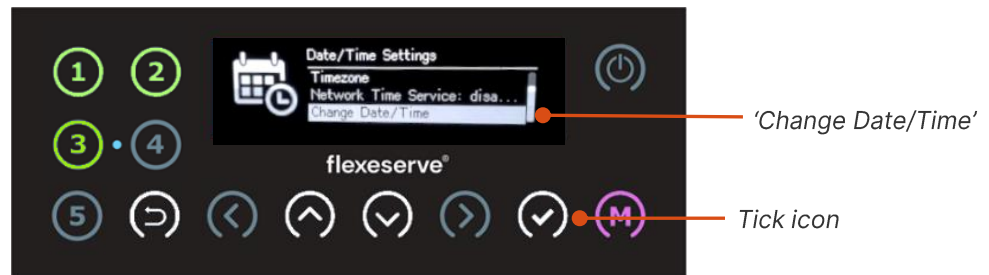 1 2
Date/Time Settings
Timezone
Network Time Service: disa...
Change Date/Time
'Change Date/Time'
3 4
flexeserve®
5 M
Tick icon